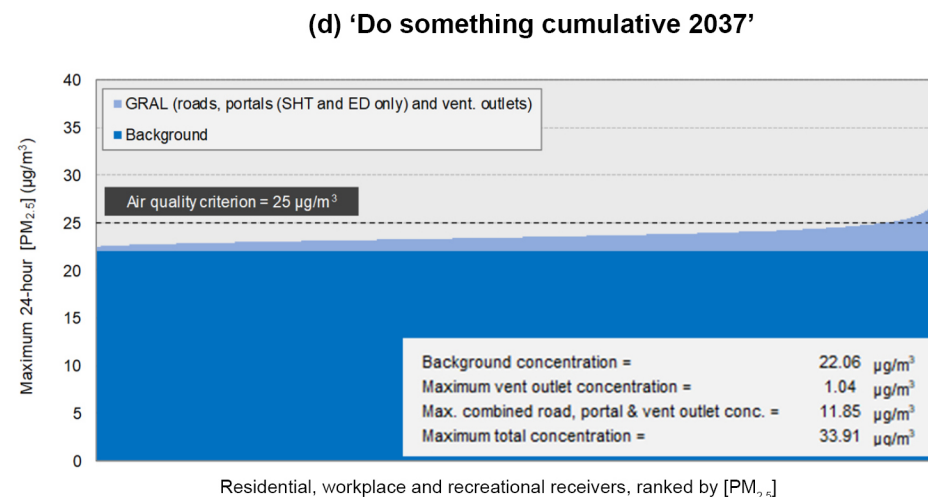 (d) ‘Do something cumulative 2037’
40
35
30
25
20
15
10
5
0
Maximum 24-hour [PM2.5] (µg/m3)
GRAL (roads, portals (SHT and ED only) and vent. outlets)
Background
Air quality criterion = 25 µg/m3
Background concentration = 22.06 µg/m3
Maximum vent outlet concentration = 1.04 µg/m3
Max. combined road, portal & vent outlet conc. = 11.85 µg/m3
Maximum total concentration = 33.91 µg/m3
Residential, workplace and recreational receivers, ranked by [PM2.5]